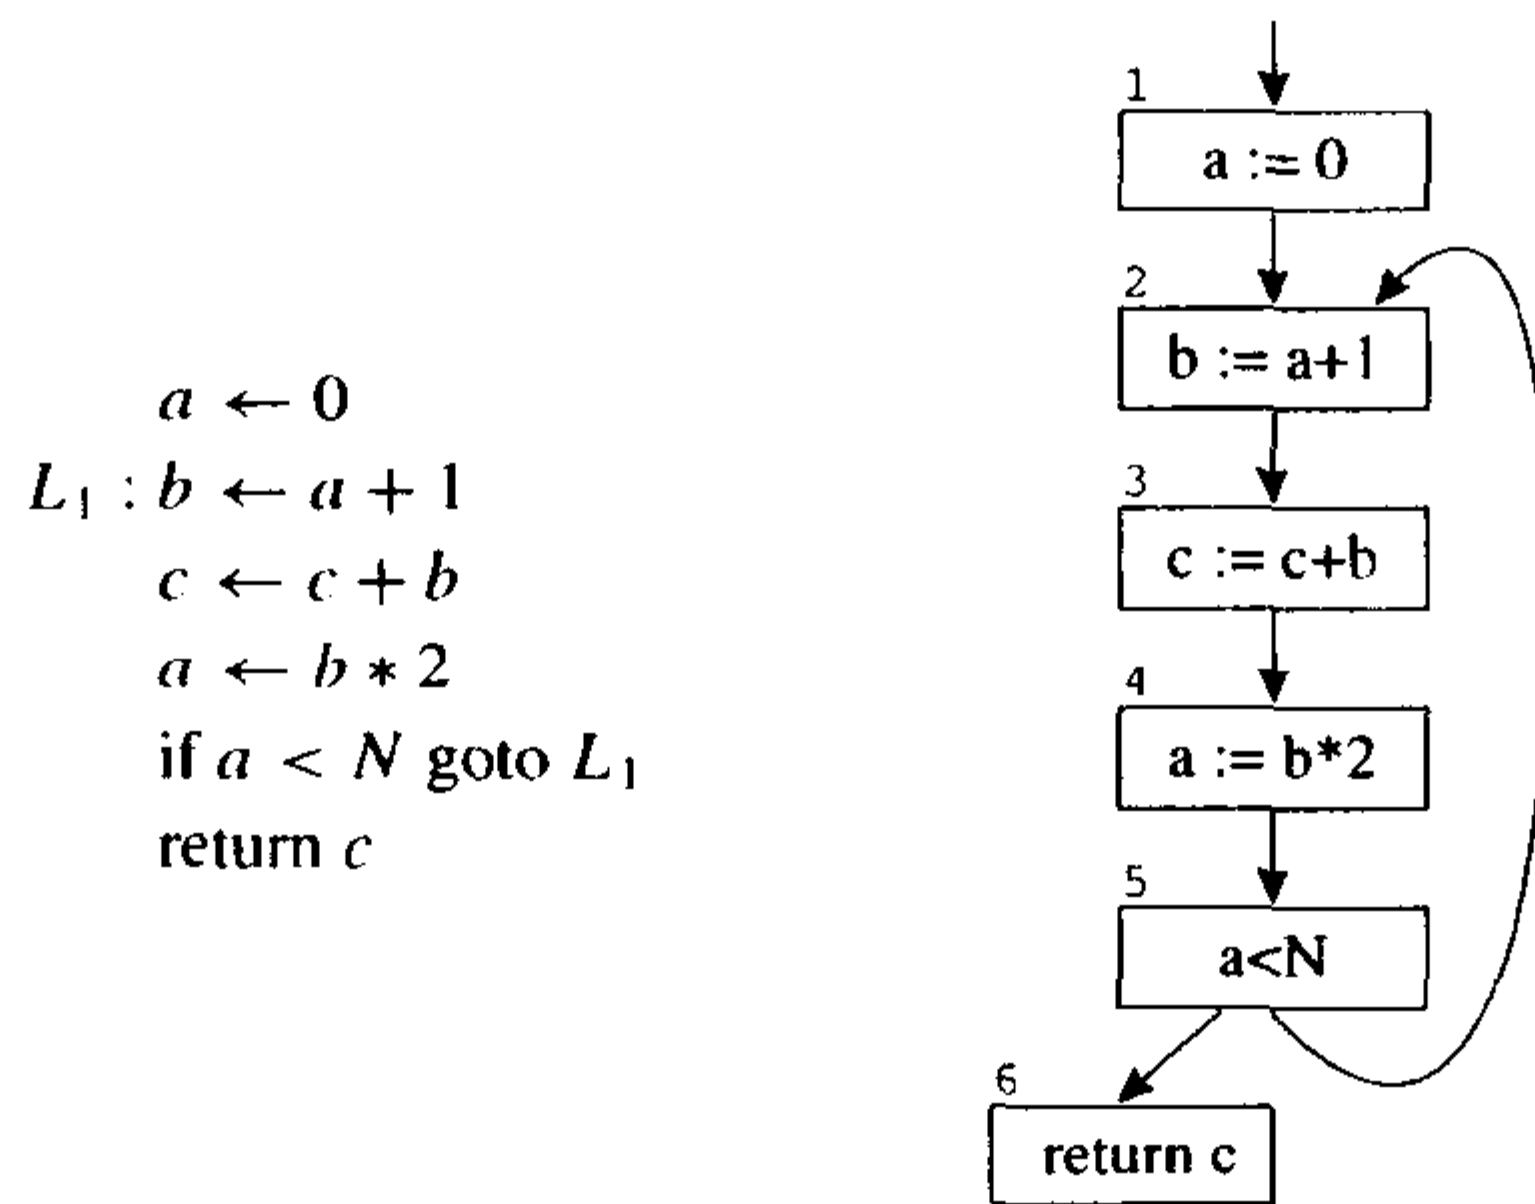 a ← 0
L₁ : b ← a + 1
c ← c + b
a ← b * 2
if a < N goto L₁
return c
1
a := 0
2
b := a+1
3
c := c+b
4
a := b*2
5
a<N
6
return c